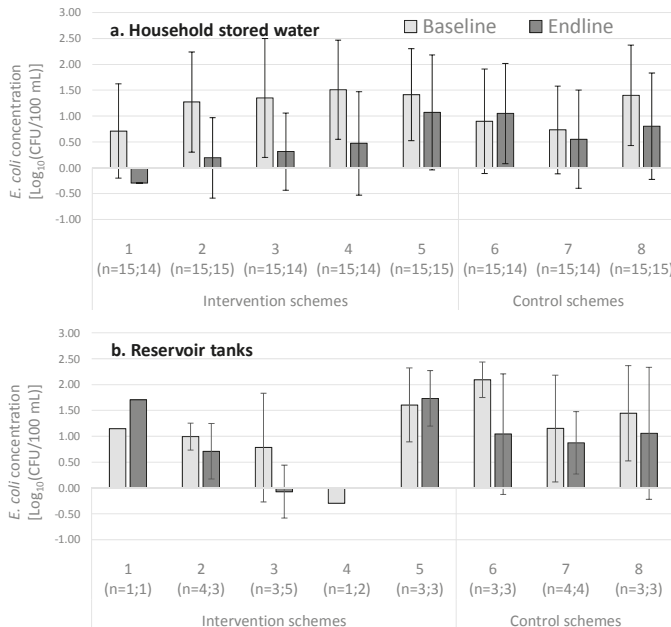 a. Household stored water
Baseline
Endline
E. coli concentration
[Log10(CFU/100 mL)]
3.00
2.50
2.00
1.50
1.00
0.50
0.00
-0.50
-1.00
1 2 3 4 5 6 7 8
(n=15;14) (n=15;15) (n=15;14) (n=15;14) (n=15;15) (n=15;14) (n=15;14) (n=15;15)
Intervention schemes Control schemes
b. Reservoir tanks
E. coli concentration
[Log10(CFU/100 mL)]
3.00
2.50
2.00
1.50
1.00
0.50
0.00
-0.50
-1.00
1 2 3 4 5 6 7 8
(n=1;1) (n=4;3) (n=3;5) (n=1;2) (n=3;3) (n=3;3) (n=4;4) (n=3;3)
Intervention schemes Control schemes